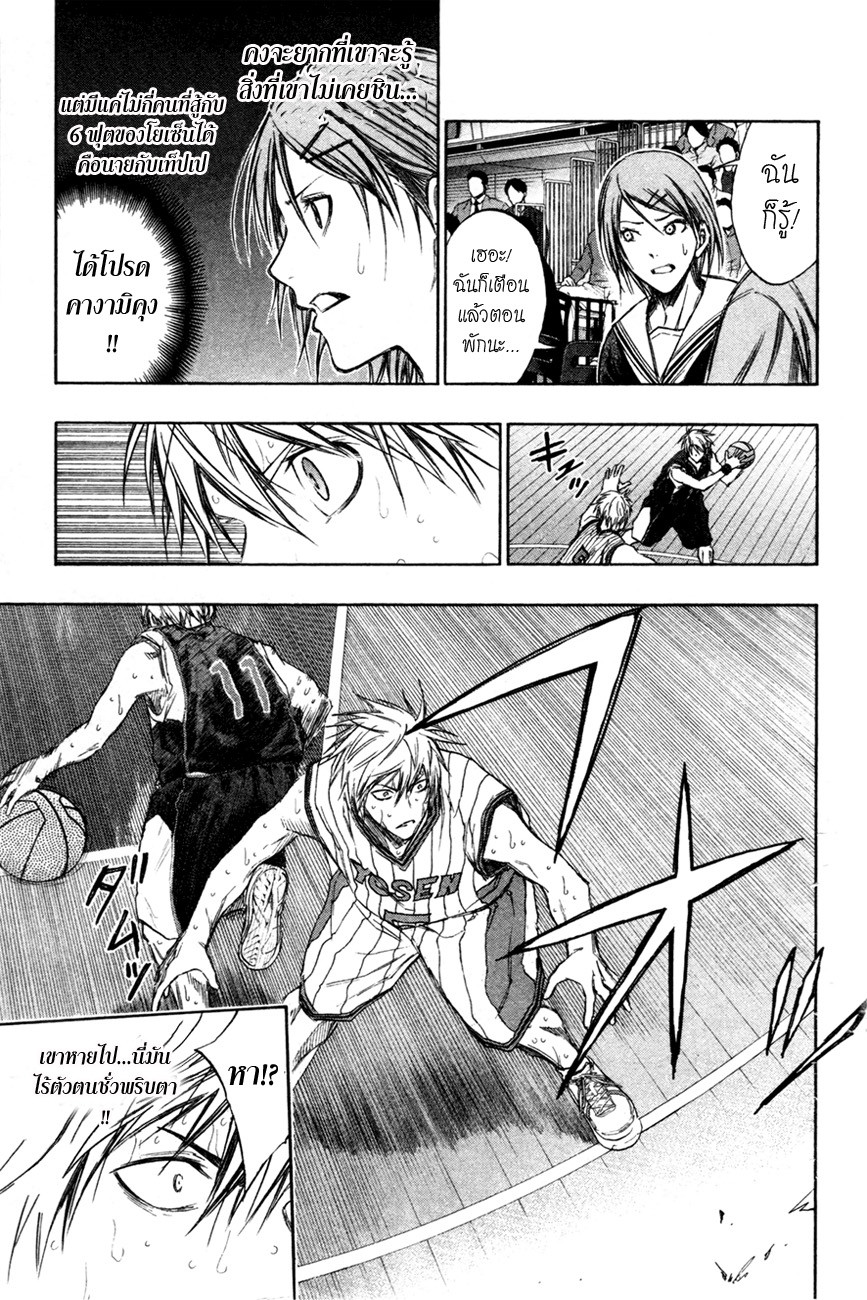 ฉัน
ก็รู้!
เฮอะ!
ฉันก็เตือน
แล้วตอน
พักนะ...
คงจะยากที่เขาจะรู้
สิ่งที่เขาไม่เคยชิน...
แต่มีแค่ไม่กี่คนที่สู้กับ
6 ฟุตของโยเซ็นได้
คือนายกับเท็ปเป
ได้โปรด
คางามิคุง
!!
キュッ
11
YOSEN
ダムッ
หา!?
เขาหายไป...นี่มัน
ไร้ตัวตนชั่วพริบตา
!!